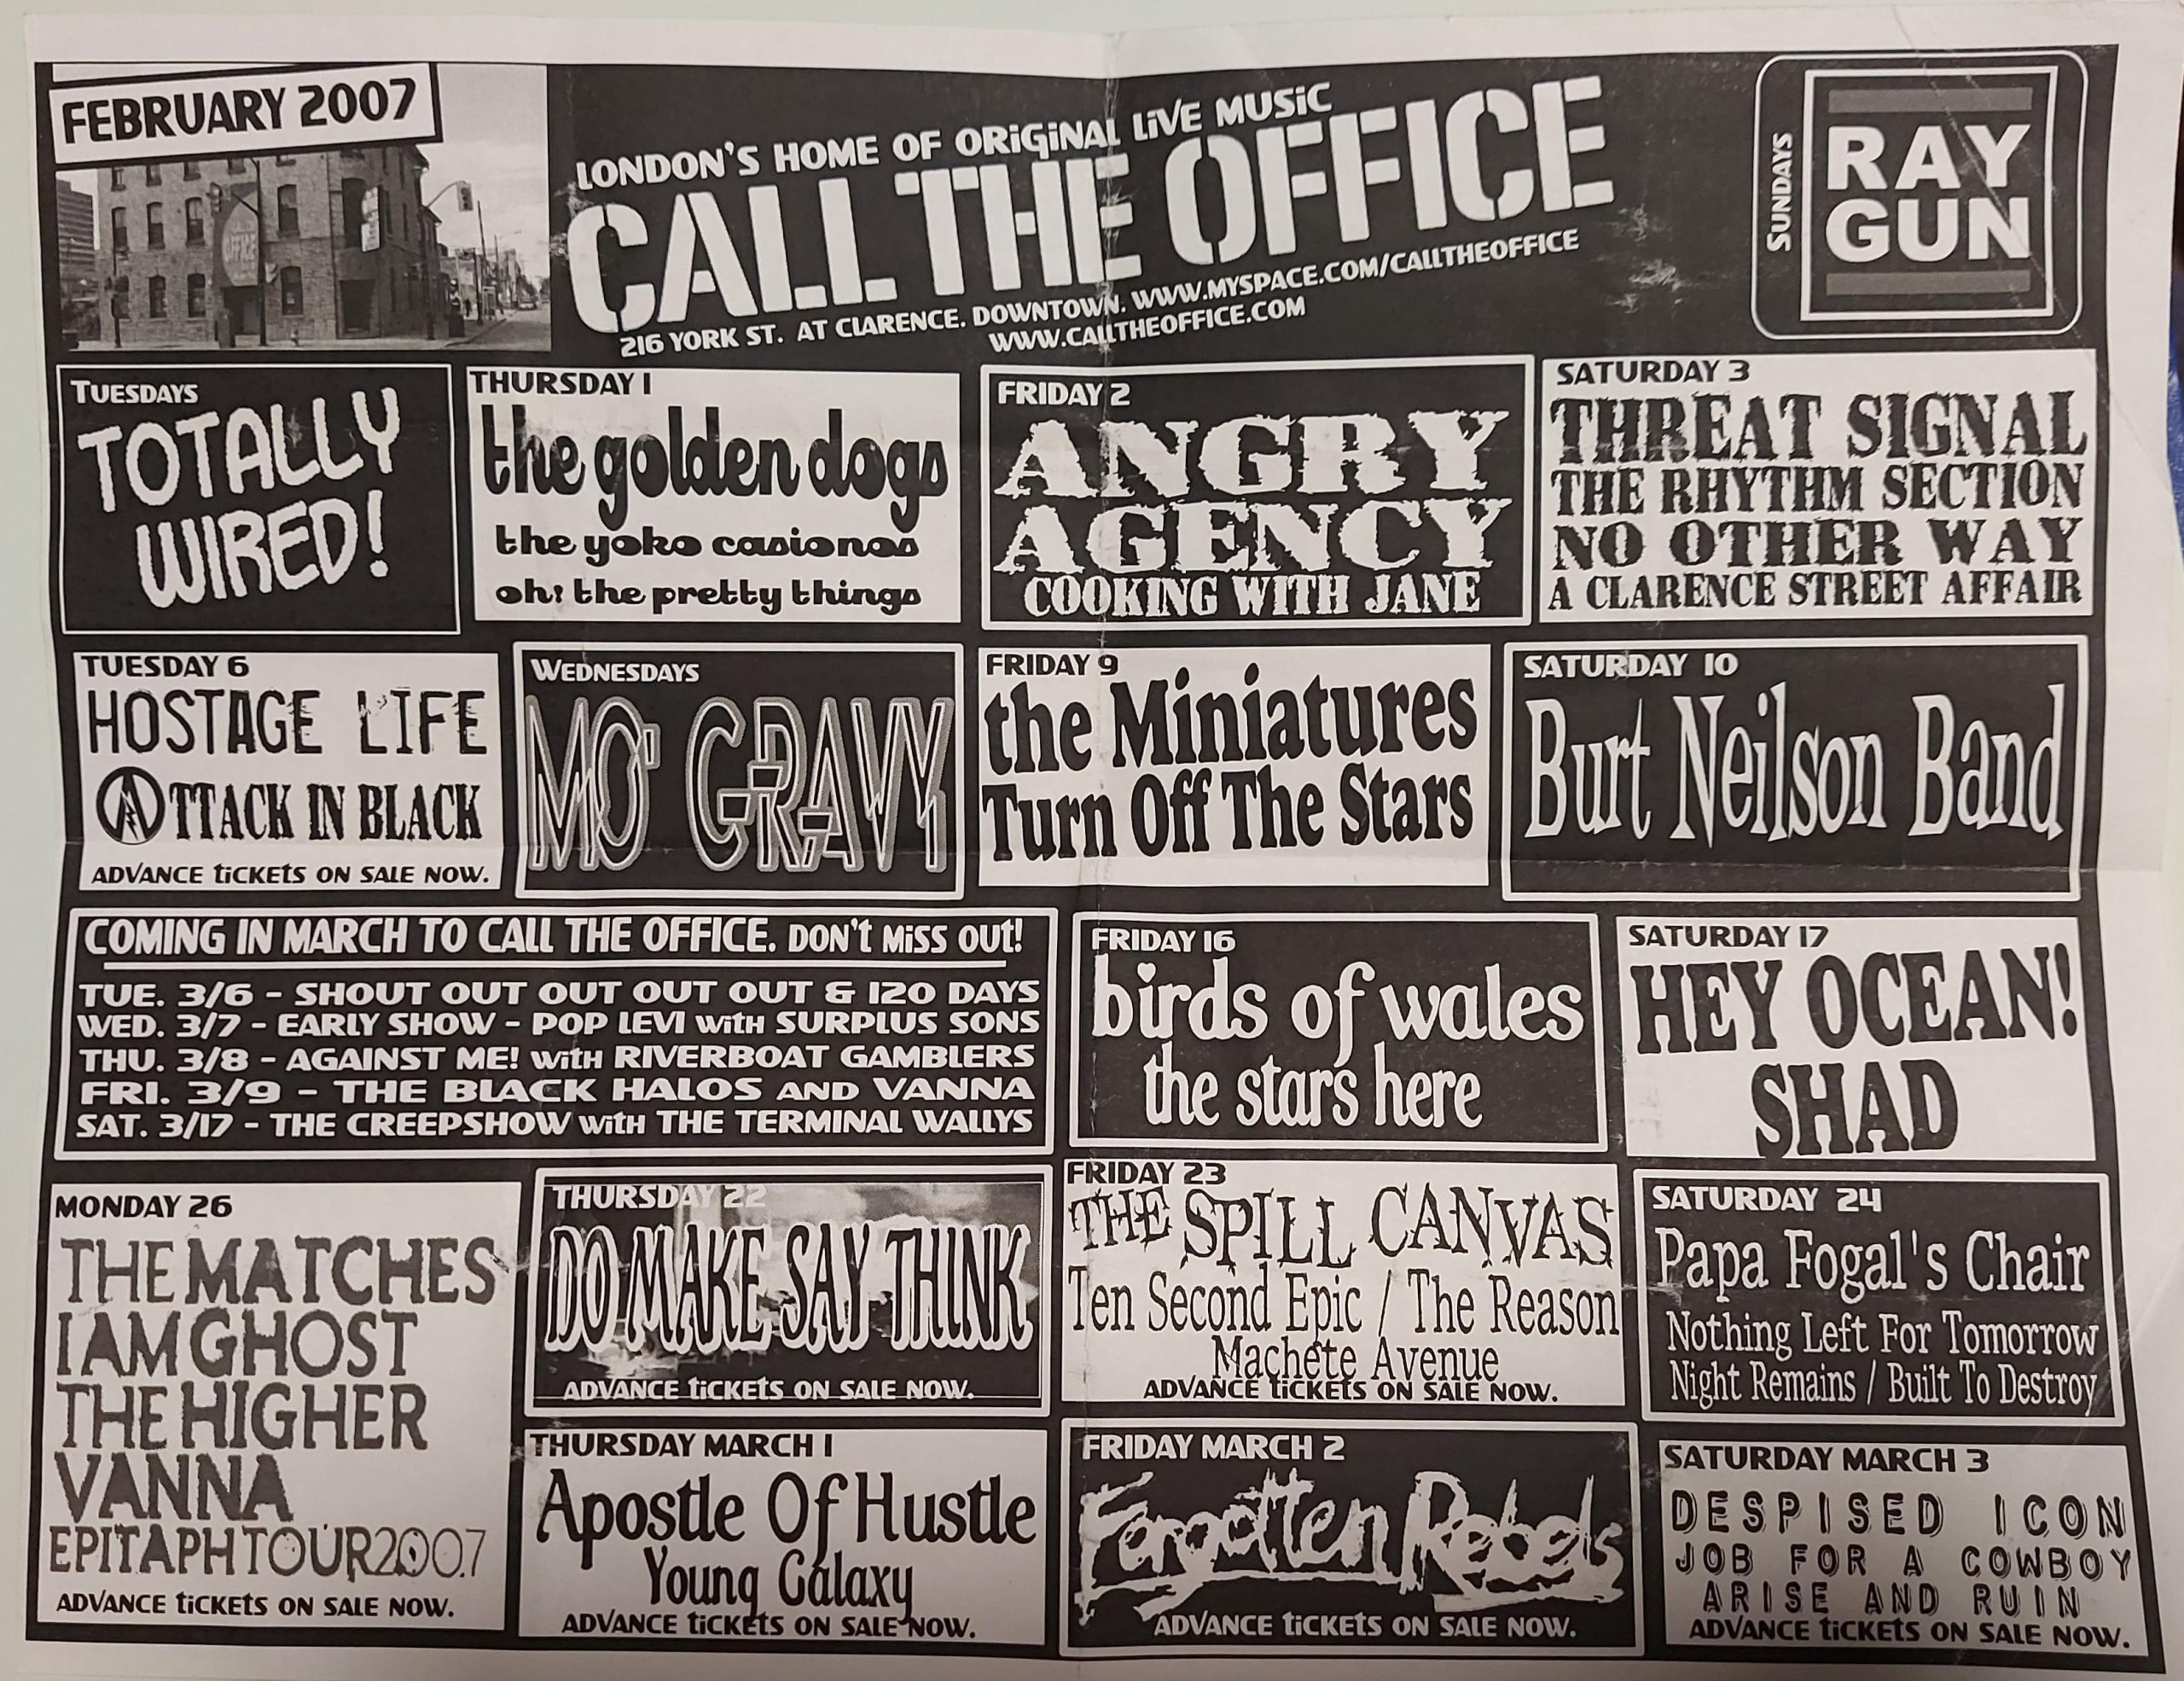 FEBRUARY 2007
LONDON'S HOME OF ORiGiNAL LiVE MUSiC
CALL THE OFFICE
216 YORK ST. AT CLARENCE. DOWNTOWN. WWW.MYSPACE.COM/CALLTHEOFFICE
WWW.CALLTHEOFFICE.COM
SUNDAYS
RAY
GUN
OFFICE
TUESDAYS
TOTALLY
WIRED!
THURSDAY 1
the golden dogs
the yoko casionos
oh! the pretty things
FRIDAY 2
ANGRY
AGENCY
COOKING WITH JANE
SATURDAY 3
THREAT SIGNAL
THE RHYTHM SECTION
NO OTHER WAY
A CLARENCE STREET AFFAIR
TUESDAY 6
HOSTAGE LIFE
ATTACK IN BLACK
ADVANCE tiCKEts ON SALE NOW.
WEDNESDAYS
MO' GRAVY
FRIDAY 9
the Miniatures
Turn Off The Stars
SATURDAY 10
Burt Neilson Band
COMING IN MARCH TO CALL THE OFFICE. DON't MiSS OUt!
TUE. 3/6 - SHOUT OUT OUT OUT OUT & 120 DAYS
WED. 3/7 - EARLY SHOW - POP LEVI witH SURPLUS SONS
THU. 3/8 - AGAINST ME! witH RIVERBOAT GAMBLERS
FRI. 3/9 - THE BLACK HALOS AND VANNA
SAT. 3/17 - THE CREEPSHOW witH THE TERMINAL WALLYS
FRIDAY 16
birds of wales
the stars here
SATURDAY 17
HEY OCEAN!
SHAD
MONDAY 26
THE MATCHES
I AM GHOST
THE HIGHER
VANNA
EPITAPH TOUR 2007
ADVANCE tiCKEts ON SALE NOW.
THURSDAY 22
DO MAKE SAY THINK
ADVANCE tiCKEts ON SALE NOW.
FRIDAY 23
THE SPILL CANVAS
Ten Second Epic / The Reason
Machete Avenue
ADVANCE tiCKEts ON SALE NOW.
SATURDAY 24
Papa Fogal's Chair
Nothing Left For Tomorrow
Night Remains / Built To Destroy
THURSDAY MARCH 1
Apostle Of Hustle
Young Galaxy
ADVANCE tiCKEts ON SALE NOW.
FRIDAY MARCH 2
Forgotten Rebels
ADVANCE tiCKEts ON SALE NOW.
SATURDAY MARCH 3
DESPISED ICON
JOB FOR A COWBOY
ARISE AND RUIN
ADVANCE tiCKEts ON SALE NOW.